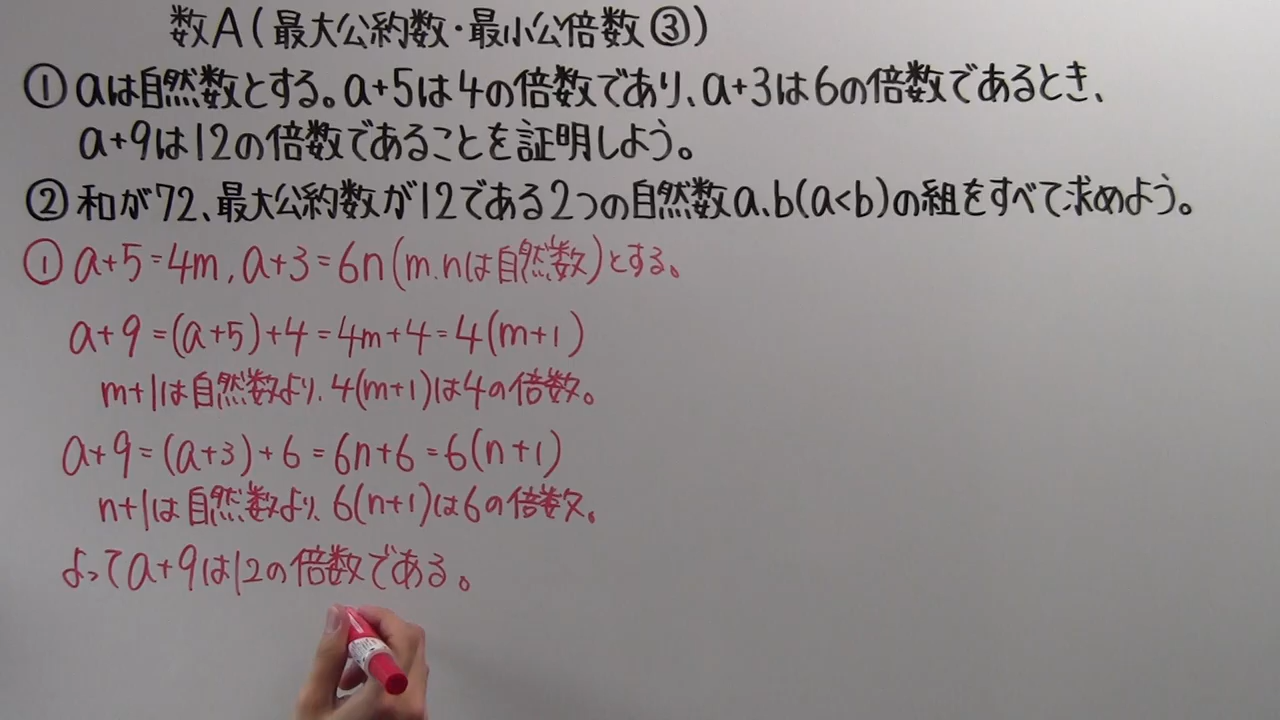 数A(最大公約数・最小公倍数③)
①aは自然数とする。a+5は4の倍数であり、a+3は6の倍数であるとき、
a+9は12の倍数であることを証明しよう。
②和が72、最大公約数が12である2つの自然数a、b(a<b)の組をすべて求めよう。
①a+5=4m,a+3=6n(m.nは自然数)とする。
a+9=(a+5)+4=4m+4=4(m+1)
m+1は自然数より、4(m+1)は4の倍数。
a+9=(a+3)+6=6n+6=6(n+1)
n+1は自然数より、6(n+1)は6の倍数。
よってa+9は12の倍数である。